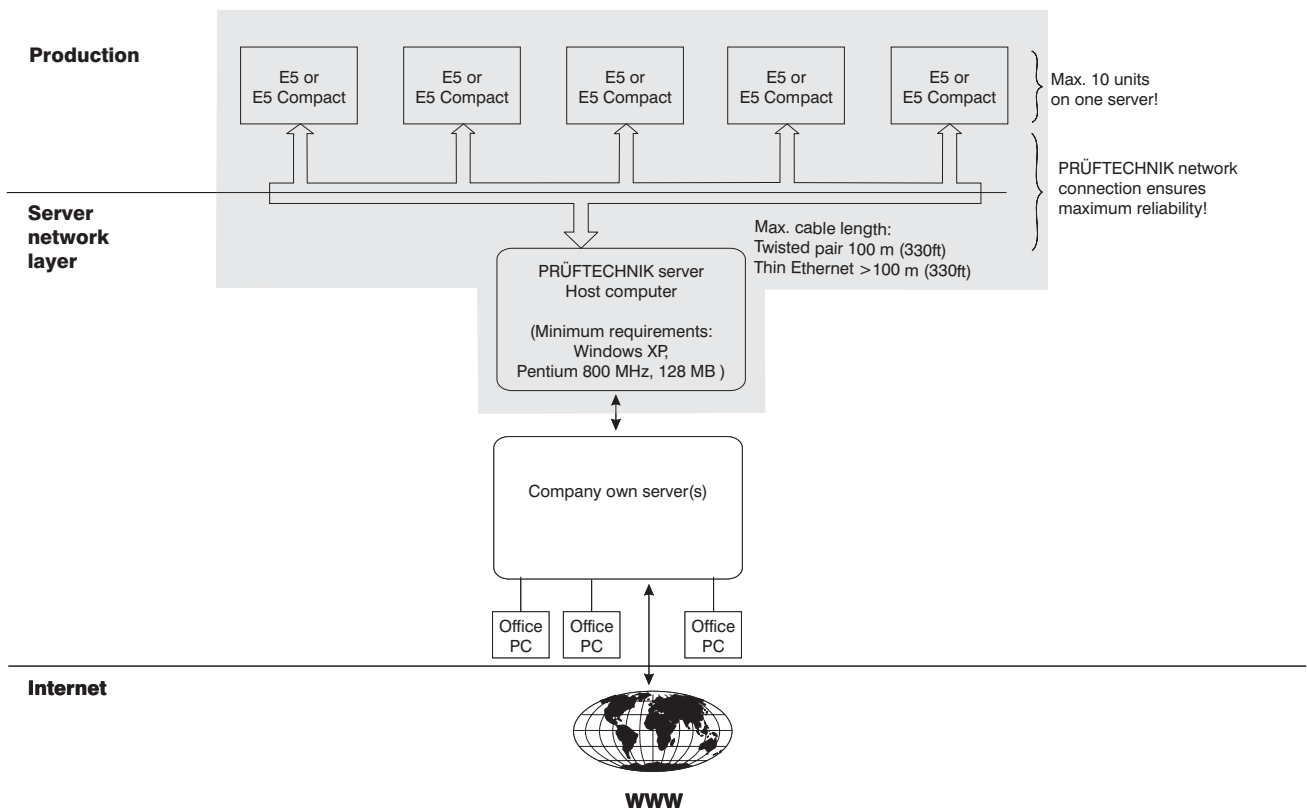 Production
E5 or
E5 Compact
E5 or
E5 Compact
E5 or
E5 Compact
E5 or
E5 Compact
E5 or
E5 Compact
Max. 10 units
on one server!
PRÜFTECHNIK network
connection ensures
maximum reliability!
Server
network
layer
Max. cable length:
Twisted pair 100 m (330ft)
Thin Ethernet >100 m (330ft)
PRÜFTECHNIK server
Host computer
(Minimum requirements:
Windows XP,
Pentium 800 MHz, 128 MB )
Company own server(s)
Office
PC
Office
PC
Office
PC
Internet
WWW